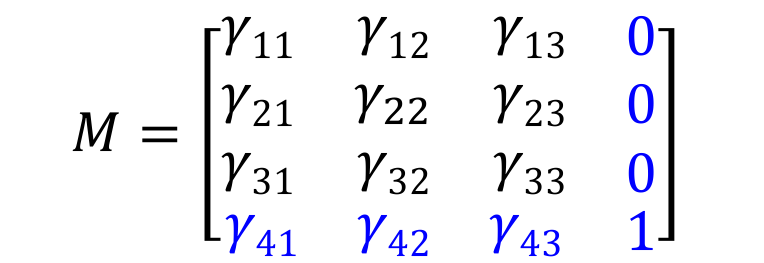 γ₁₁ γ₁₂ γ₁₃ 0
γ₂₁ γ₂₂ γ₂₃ 0
M =
γ₃₁ γ₃₂ γ₃₃ 0
γ₄₁ γ₄₂ γ₄₃ 1